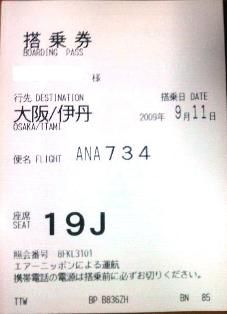 搭乗券
BOARDING PASS
様
行先 DESTINATION 搭乗日 DATE
大阪/伊丹 2009年 9月11日
OSAKA/ITAMI
便名 FLIGHT ANA734
座席
SEAT 19J
照会番号 8FKL3101
エアーニッポンによる運航
携帯電話の電源は搭乗前に必ずお切りください。
TTW BP B836ZH BN 85